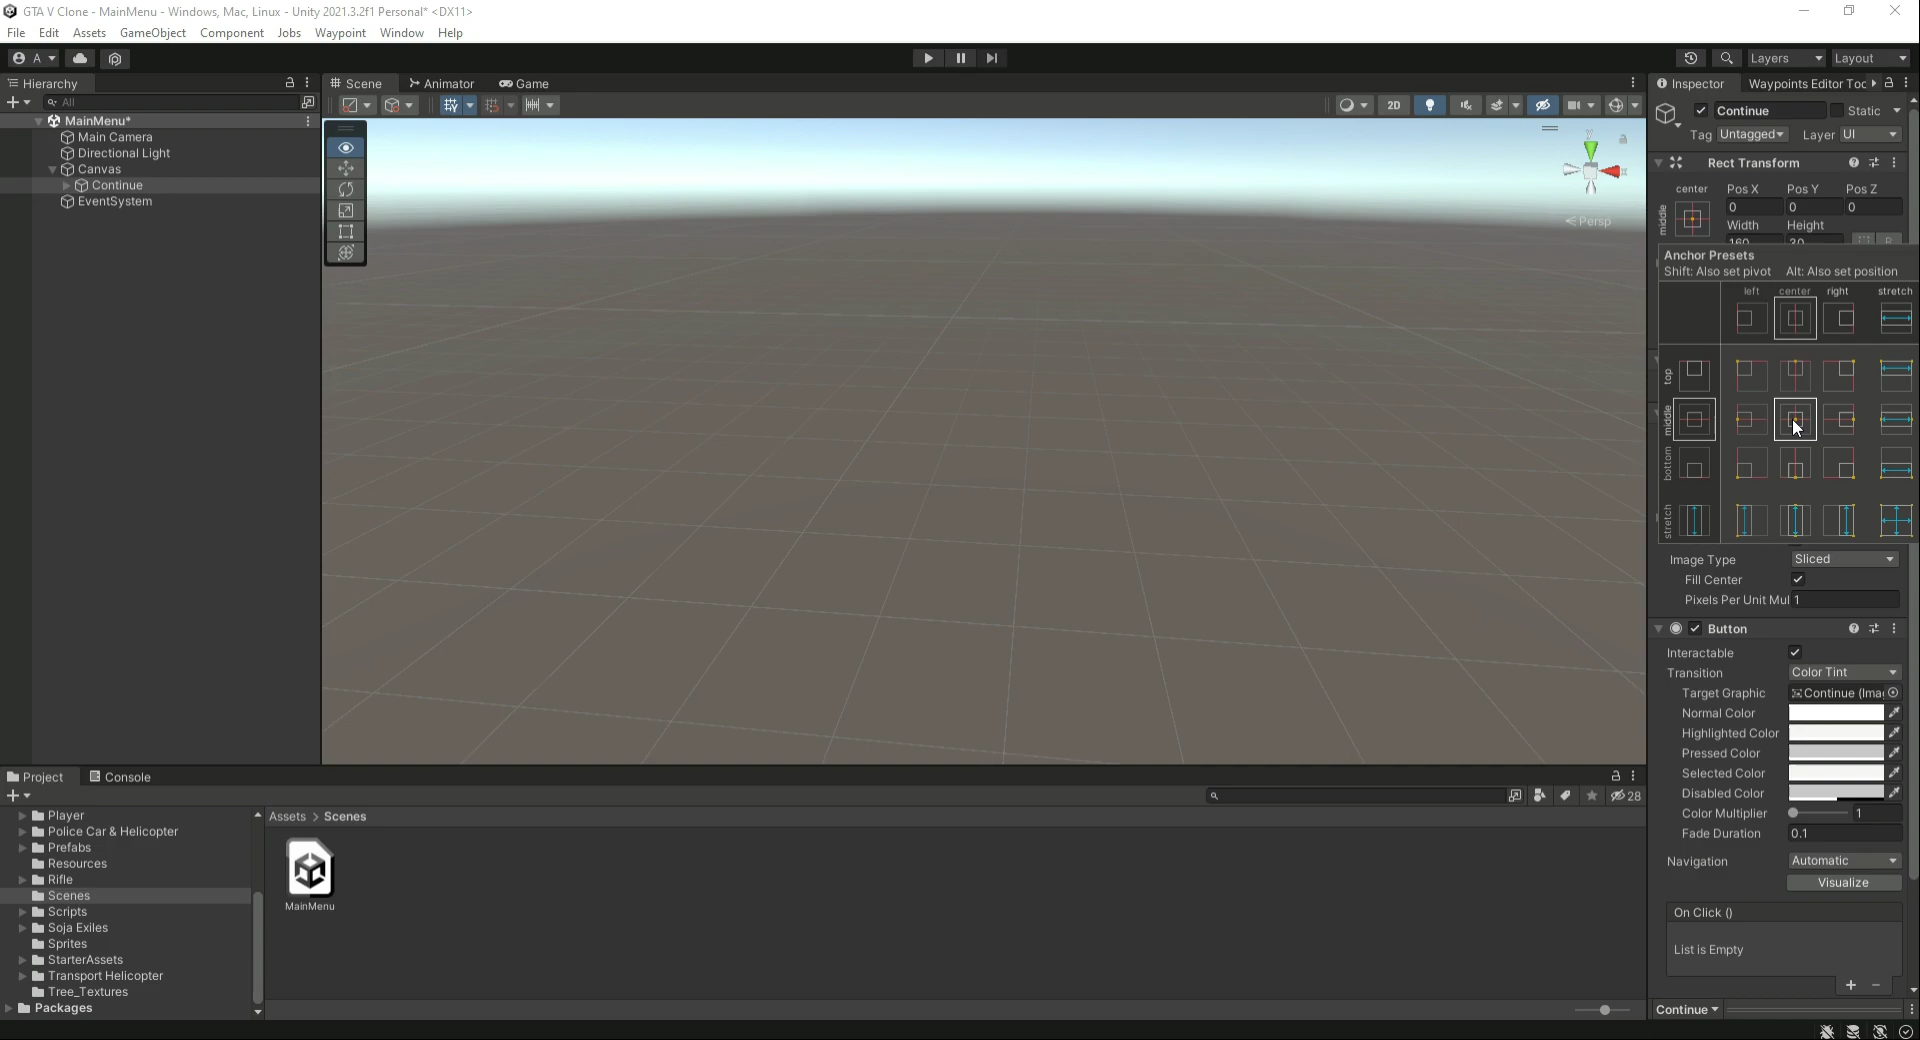 GTA V Clone - MainMenu - Windows, Mac, Linux - Unity 2021.3.2f1 Personal* <DX11>
File Edit Assets GameObject Component Jobs Waypoint Window Help
A
Layers
Layout
Hierarchy
All
MainMenu*
Main Camera
Directional Light
Canvas
Continue
EventSystem
Scene
Animator
Game
2D
Persp
Inspector
Waypoints Editor Toc
Continue
Static
Tag Untagged
Layer UI
Rect Transform
center
Pos X
Pos Y
Pos Z
middle
0
0
0
Width
Height
160
30
Anchor Presets
Shift: Also set pivot Alt: Also set position
left
center
right
stretch
top
middle
bottom
stretch
Image Type
Sliced
Fill Center
Pixels Per Unit Mul 1
Button
Interactable
Transition
Color Tint
Target Graphic
Continue (Imag
Normal Color
Highlighted Color
Pressed Color
Selected Color
Disabled Color
Color Multiplier
1
Fade Duration
0.1
Navigation
Automatic
Visualize
On Click ()
List is Empty
Continue
Project
Console
28
Player
Police Car & Helicopter
Prefabs
Resources
Rifle
Scenes
Scripts
Soja Exiles
Sprites
StarterAssets
Transport Helicopter
Tree_Textures
Packages
Assets > Scenes
MainMenu